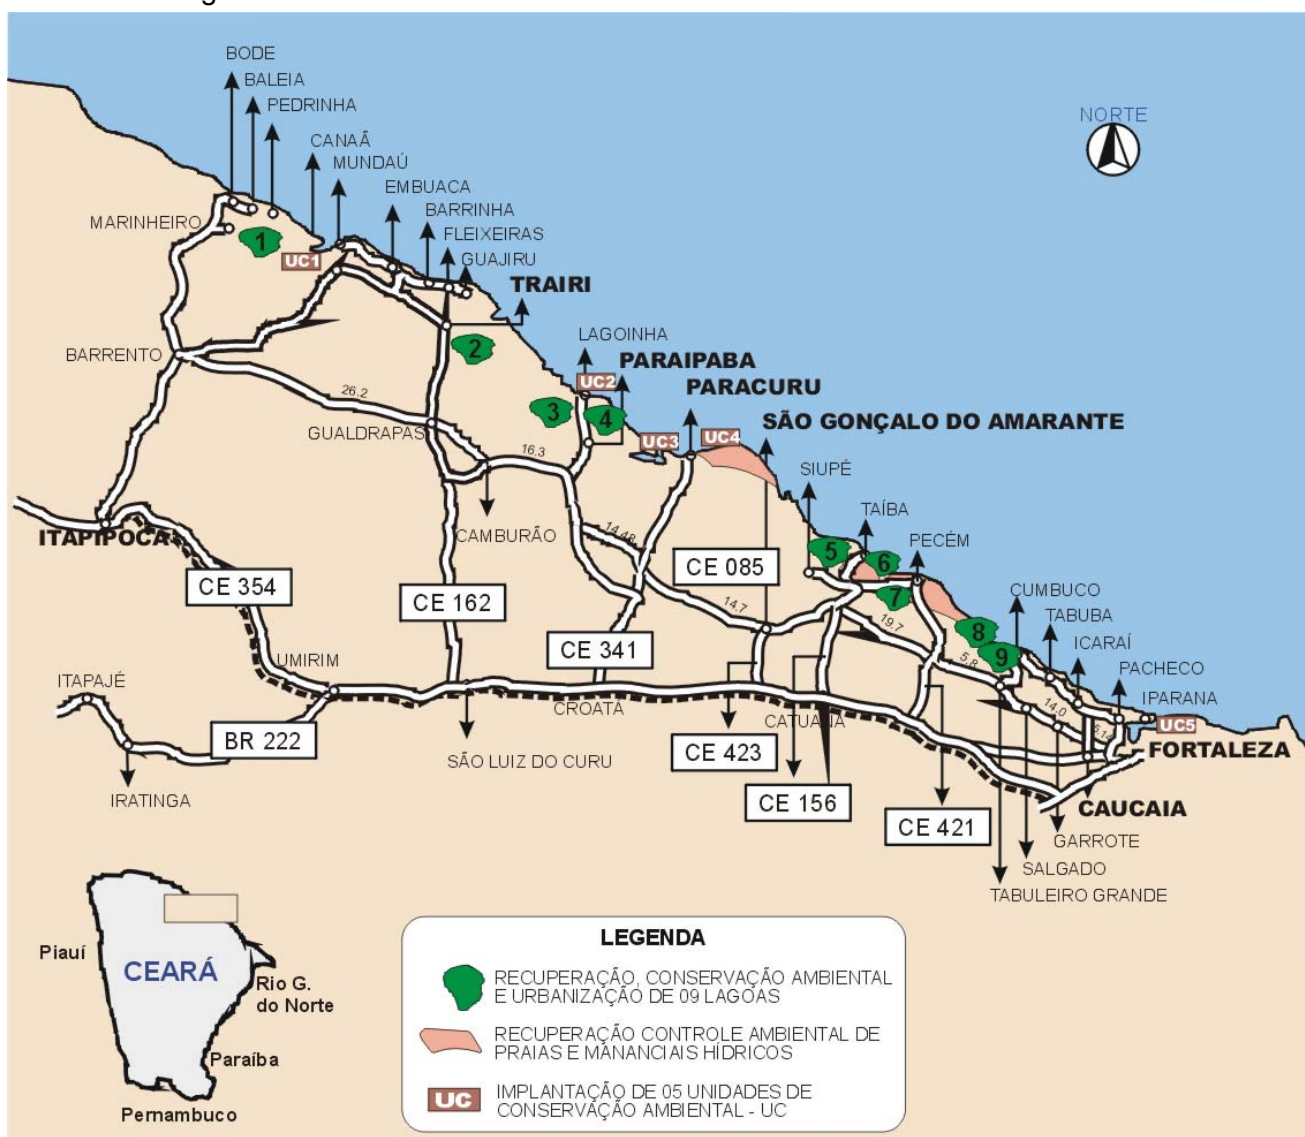 BODE
BALEIA
PEDRINHA
NORTE
CANAÃ
MUNDAÚ
EMBUACA
BARRINHA
MARINHEIRO
FLEIXEIRAS
1
UC1
GUAJIRU
TRAIRI
LAGOINHA
2
BARRENTO
PARAIPABA
UC2
PARACURU
26.2
3
4
SÃO GONÇALO DO AMARANTE
GUALDRAPAS
UC3
UC4
16.3
SIUPÉ
TAÍBA
ITAPIPOCA
CAMBURÃO
14.48
PECÉM
5
6
CE 085
CE 354
CE 162
7
CUMBUCO
14.7
19.7
TABUBA
8
ICARAÍ
CE 341
9
5.8
UMIRIM
PACHECO
ITAPAJÉ
IPARANA
CROATÁ
14.0
CATUANA
UC5
BR 222
5.14
FORTALEZA
SÃO LUIZ DO CURU
CE 423
IRATINGA
CE 156
CAUCAIA
CE 421
GARROTE
SALGADO
TABULEIRO GRANDE
Piauí
CEARÁ
Rio G.
do Norte
Paraíba
Pernambuco
LEGENDA
RECUPERAÇÃO, CONSERVAÇÃO AMBIENTAL
E URBANIZAÇÃO DE 09 LAGOAS
RECUPERAÇÃO CONTROLE AMBIENTAL DE
PRAIAS E MANANCIAIS HÍDRICOS
UC
IMPLANTAÇÃO DE 05 UNIDADES DE
CONSERVAÇÃO AMBIENTAL - UC